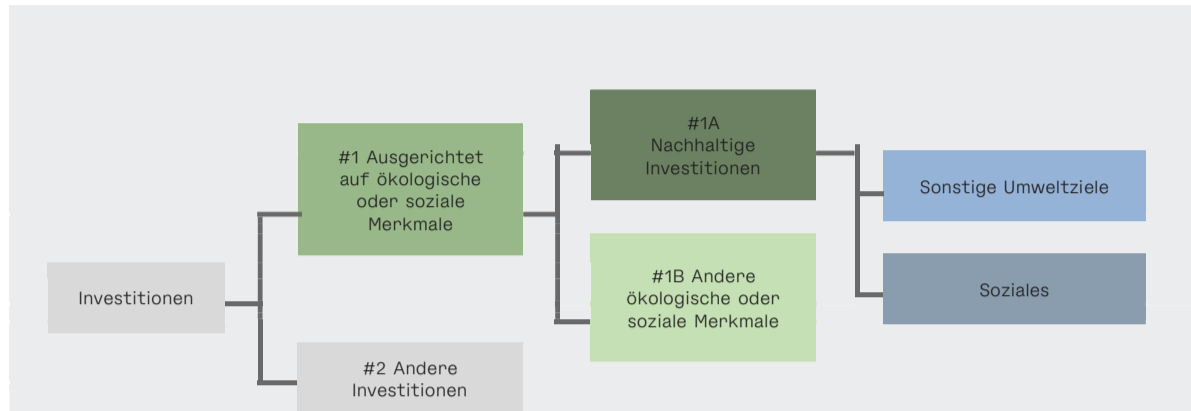 #1A
Nachhaltige
Investitionen
#1 Ausgerichtet
auf ökologische
oder soziale
Merkmale
Sonstige Umweltziele
#1B Andere
ökologische oder
soziale Merkmale
Soziales
Investitionen
#2 Andere
Investitionen